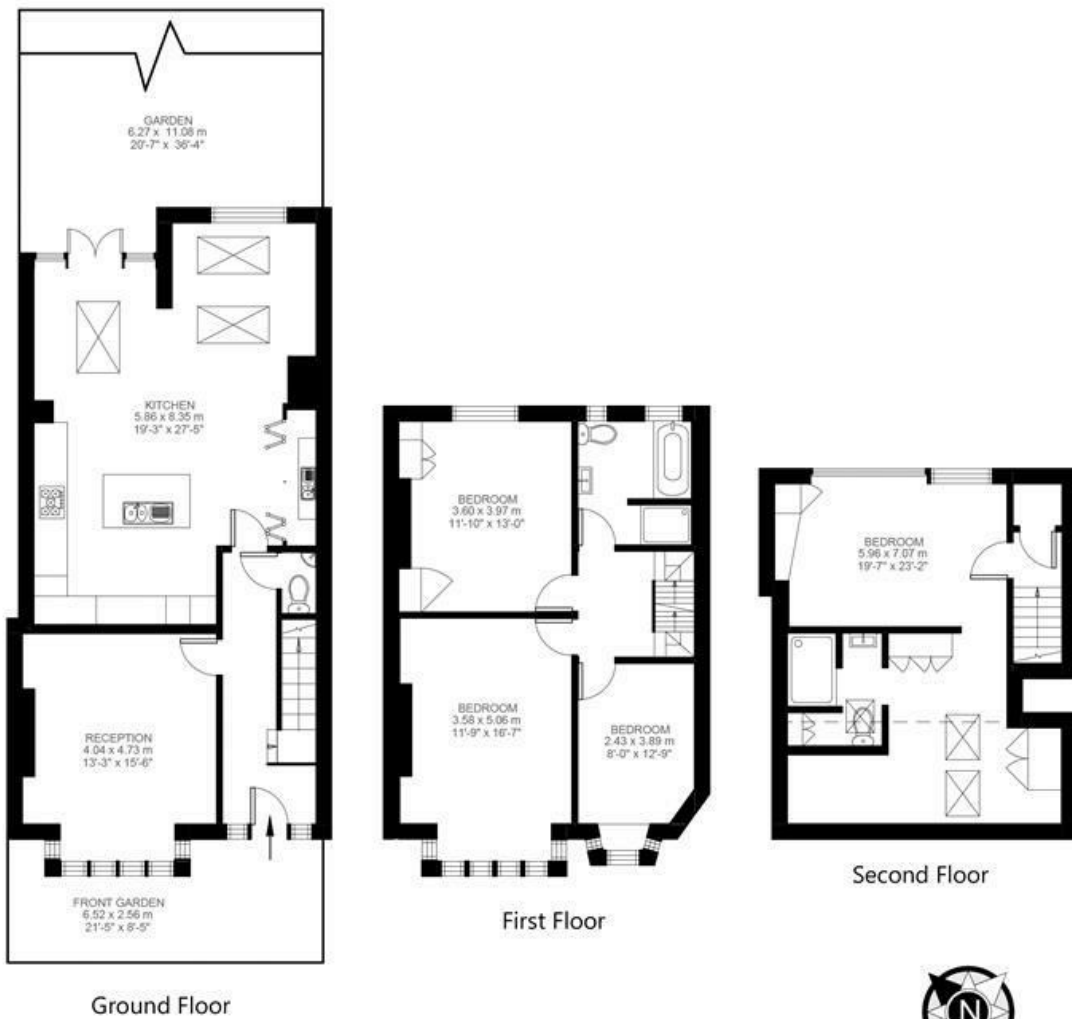 GARDEN
6.27 x 11.08 m
20'-7" x 36'-4"
KITCHEN
5.86 x 8.35 m
19'-3" x 27'-5"
RECEPTION
4.04 x 4.73 m
13'-3" x 15'-6"
FRONT GARDEN
6.52 x 2.56 m
21'-5" x 8'-5"
Ground Floor
BEDROOM
3.60 x 3.97 m
11'-10" x 13'-0"
BEDROOM
3.58 x 5.06 m
11'-9" x 16'-7"
BEDROOM
2.43 x 3.89 m
8'-0" x 12'-9"
First Floor
BEDROOM
5.96 x 7.07 m
19'-7" x 23'-2"
Second Floor
N